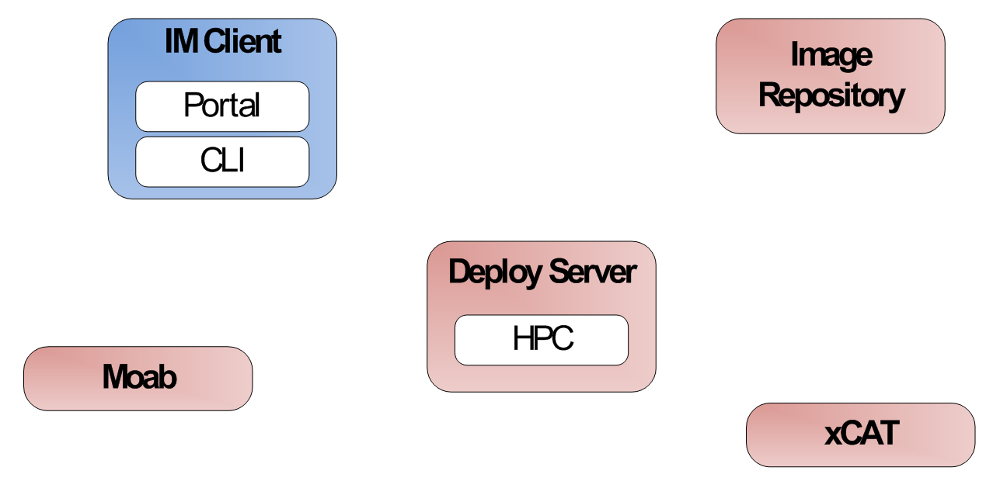 IM Client
Portal
CLI
Image
Repository
Deploy Server
HPC
Moab
xCAT